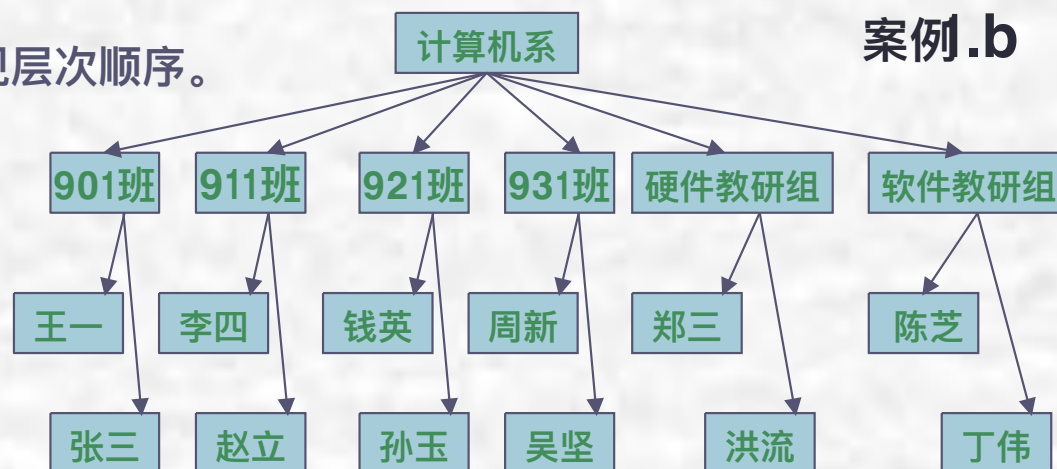 案例1.b
层次顺序。
计算机系
901班 911班 921班 931班 硬件教研组 软件教研组
王一 李四 钱英 周新 郑三 陈芝
张三 赵立 孙玉 吴坚 洪流 丁伟